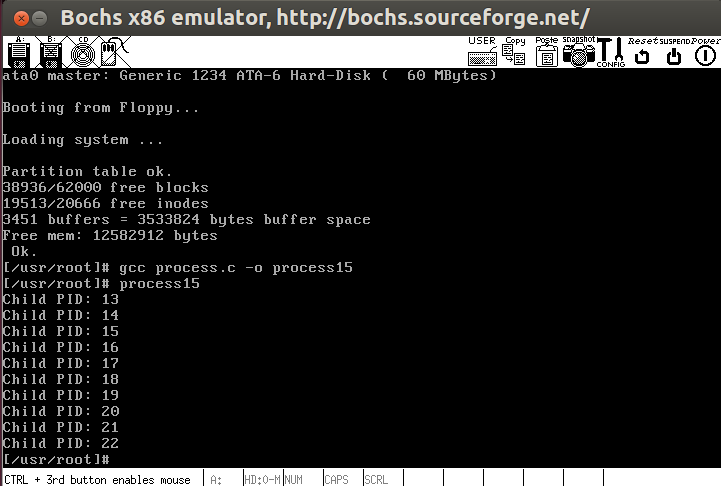 Bochs x86 emulator, http://bochs.sourceforge.net/
A: B: CD USER Copy Paste snapshot CONFIG Reset SUSPEND Power
ata0 master: Generic 1234 ATA-6 Hard-Disk ( 60 MBytes)
Booting from Floppy...
Loading system ...
Partition table ok.
38936/62000 free blocks
19513/20666 free inodes
3451 buffers = 3533824 bytes buffer space
Free mem: 12582912 bytes
Ok.
[/usr/root]# gcc process.c -o process15
[/usr/root]# process15
Child PID: 13
Child PID: 14
Child PID: 15
Child PID: 16
Child PID: 17
Child PID: 18
Child PID: 19
Child PID: 20
Child PID: 21
Child PID: 22
[/usr/root]#
CTRL + 3rd button enables mouse A: HD:0-M NUM CAPS SCRL